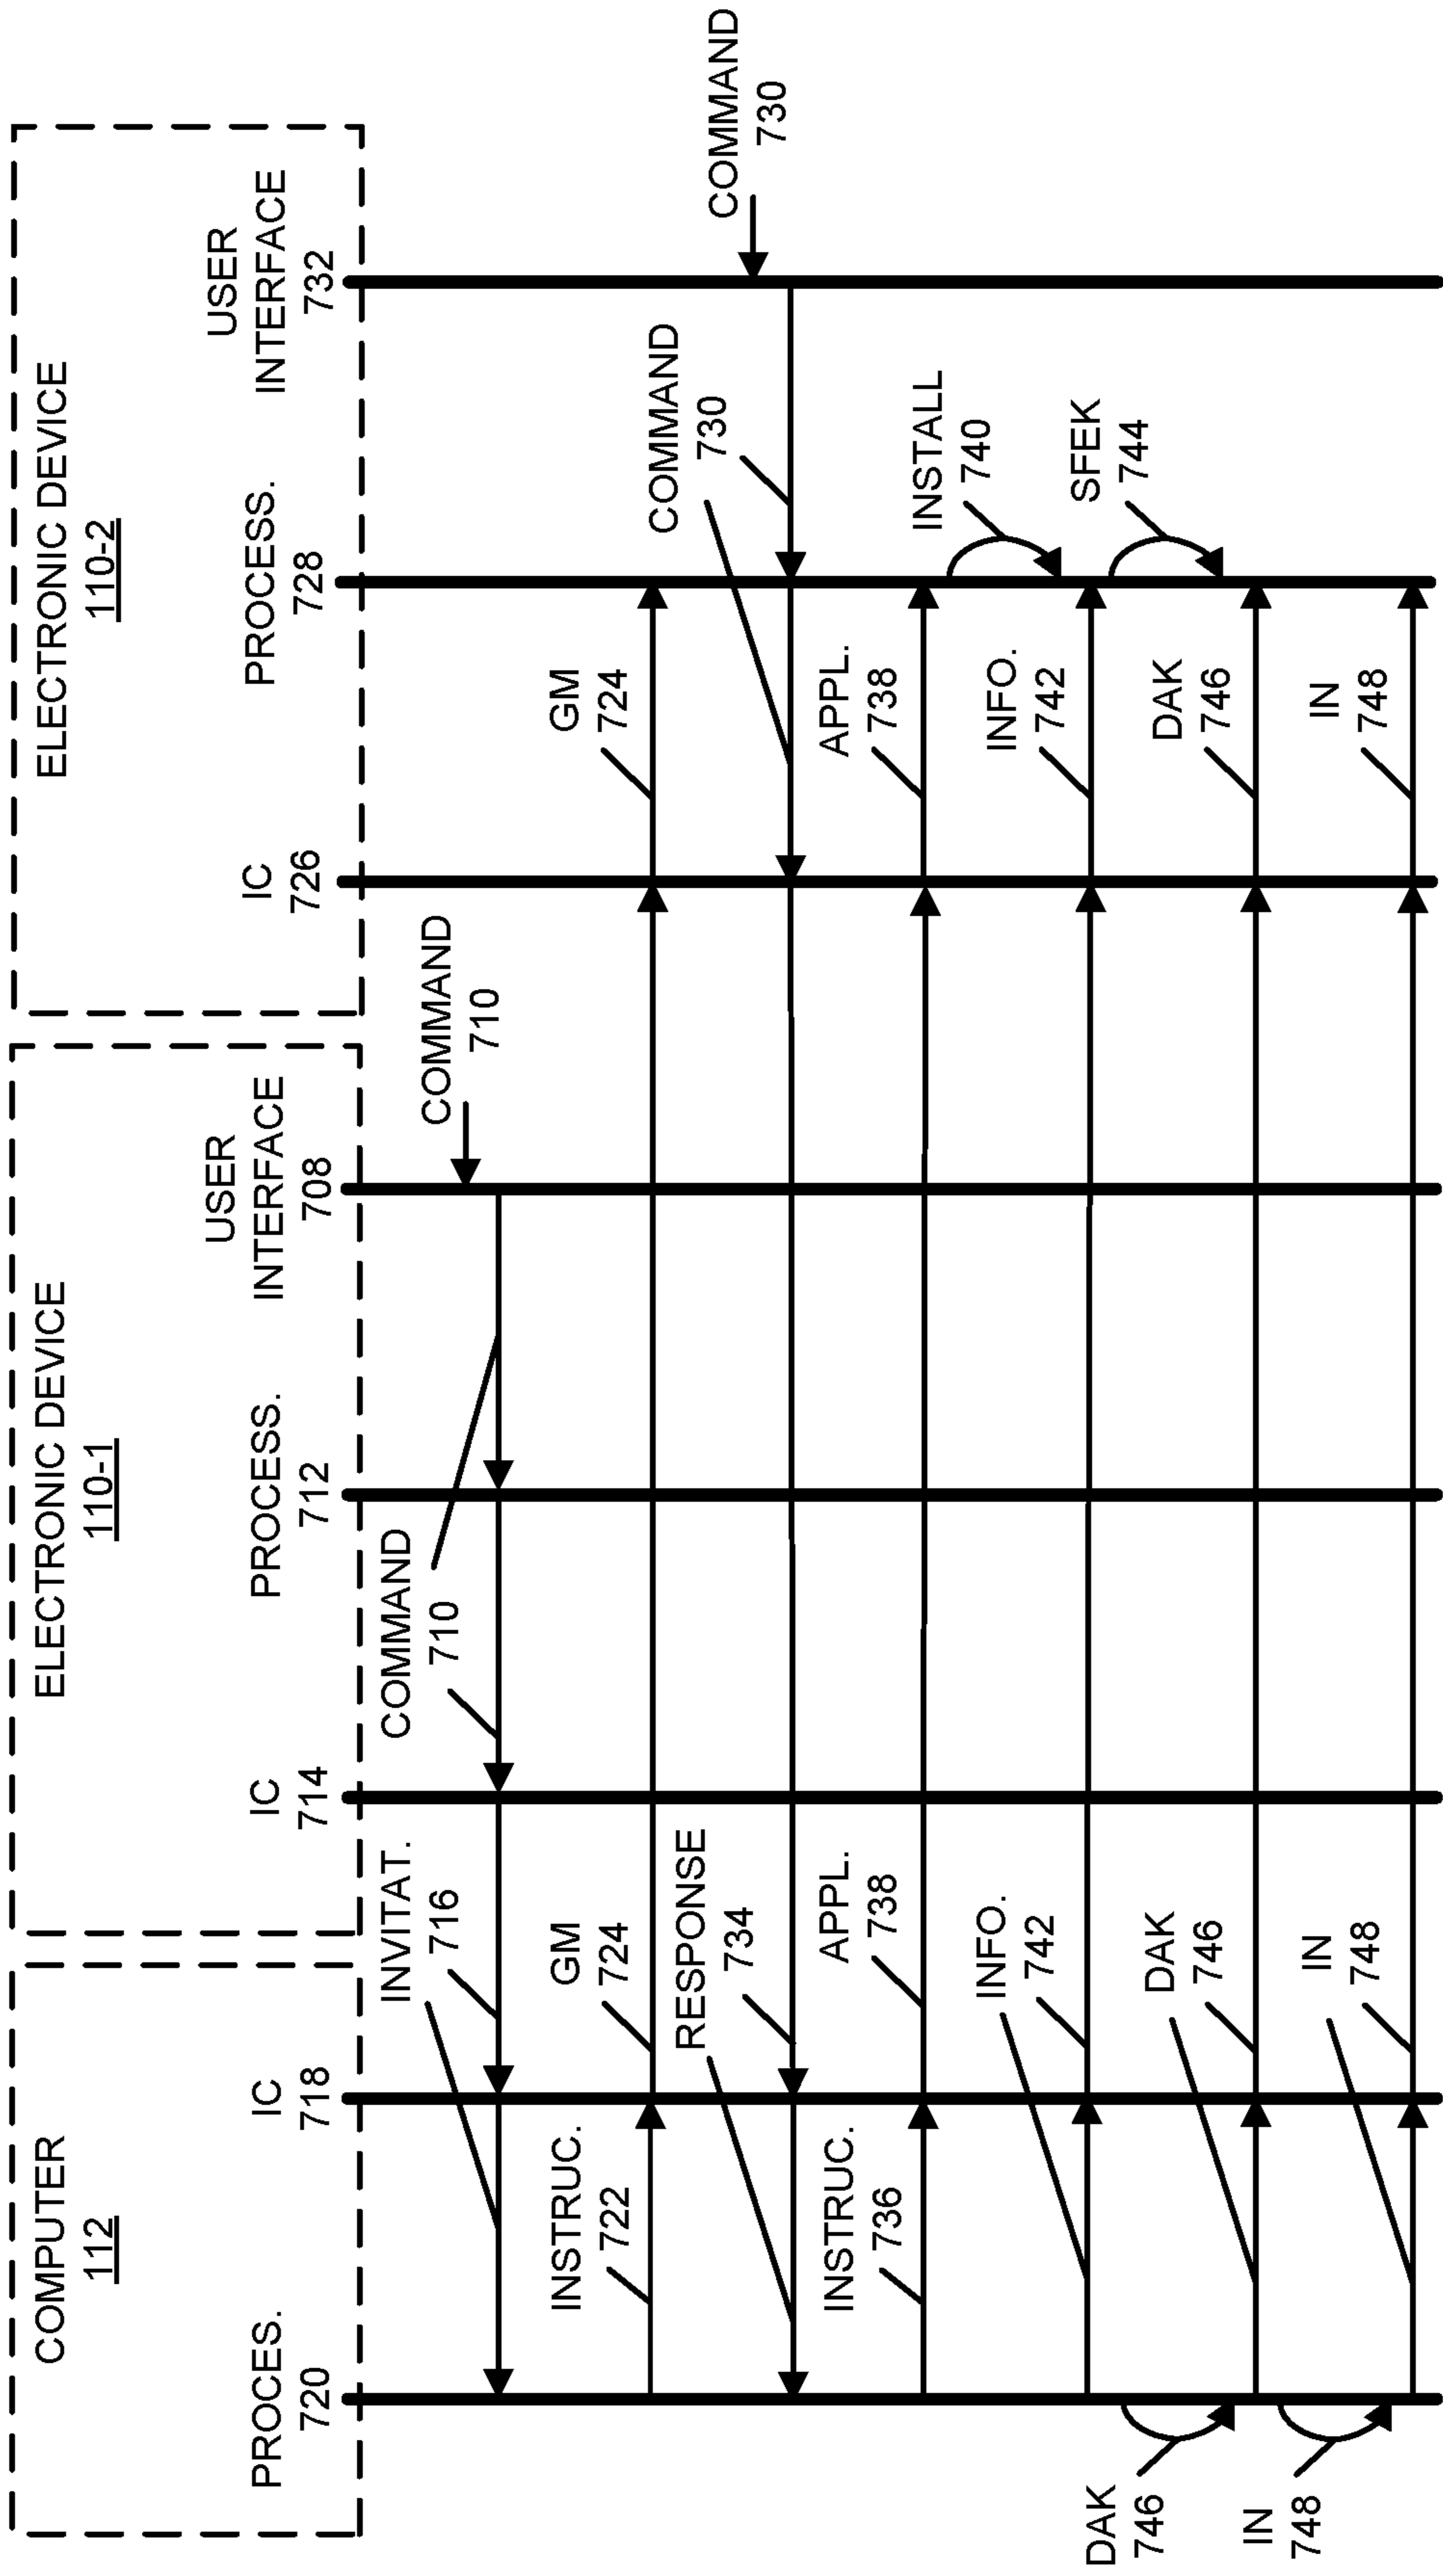 COMPUTER
112
ELECTRONIC DEVICE
110-1
ELECTRONIC DEVICE
110-2
PROCES.
720
IC
718
IC
714
PROCESS.
712
USER
INTERFACE
708
IC
726
PROCESS.
728
USER
INTERFACE
732
INVITAT.
716
COMMAND
710
COMMAND
710
INSTRUC.
722
GM
724
GM
724
RESPONSE
734
COMMAND
730
COMMAND
730
INSTRUC.
736
APPL.
738
APPL.
738
INSTALL
740
INFO.
742
INFO.
742
SFEK
744
DAK
746
DAK
746
DAK
746
IN
748
IN
748
IN
748